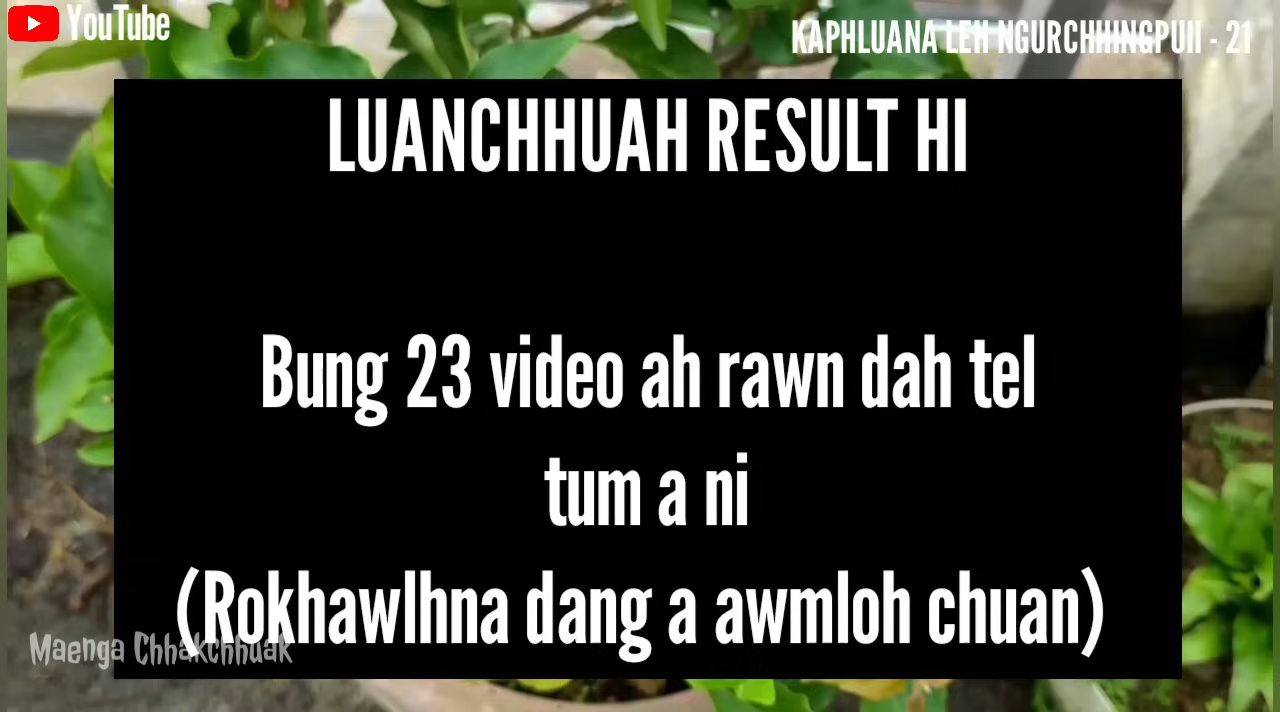 YouTube
KAPHLUANA LEH NGURCHHINGPUII - 21
LUANCHHUAH RESULT HI
Bung 23 video ah rawn dah tel
tum a ni
(Rokhawlhna dang a awmloh chuan)
Maenga Chhakchhuak